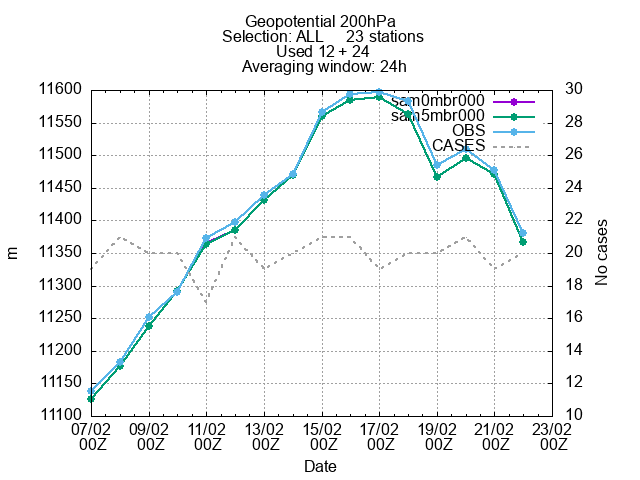 Geopotential 200hPa
Selection: ALL 23 stations
Used 12 + 24
Averaging window: 24h
11600
11550
11500
11450
11400
11350
11300
11250
11200
11150
11100
m
30
28
26
24
22
20
18
16
14
12
10
No cases
sam0mbr000
sam5mbr000
OBS
CASES
07/02 09/02 11/02 13/02 15/02 17/02 19/02 21/02 23/02
00Z 00Z 00Z 00Z 00Z 00Z 00Z 00Z 00Z
Date